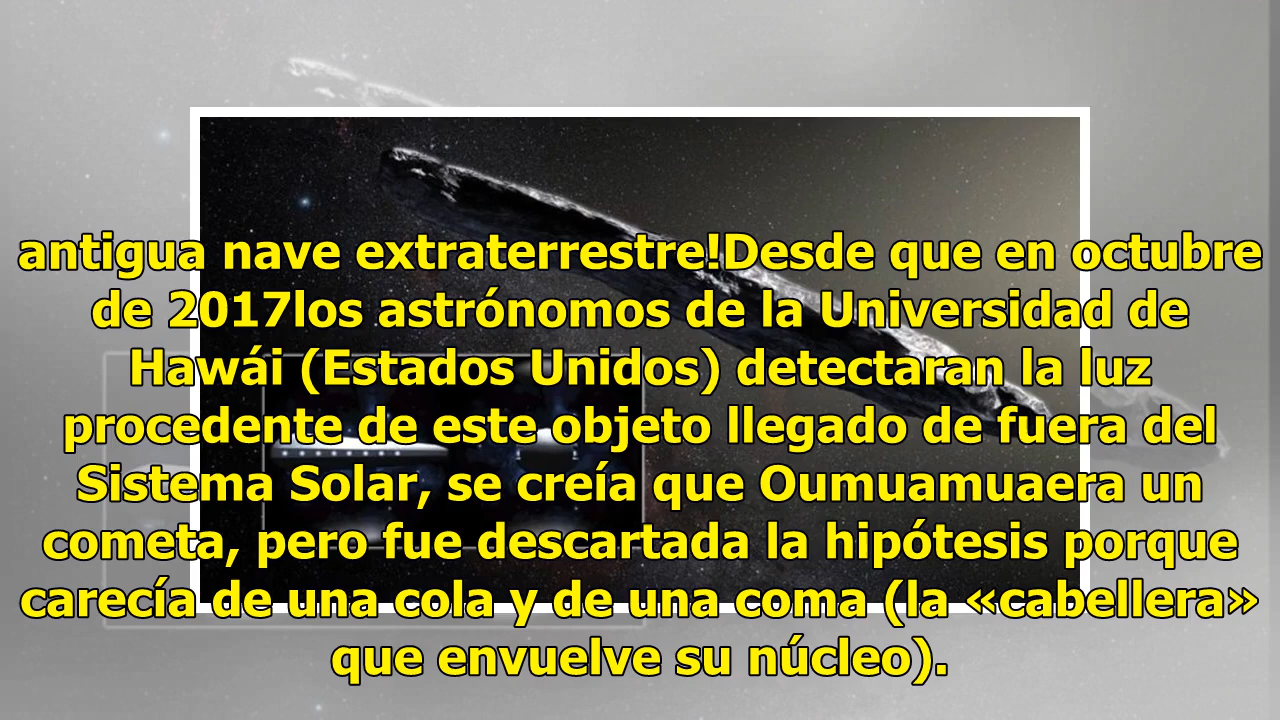 antigua nave extraterrestre!Desde que en octubre
de 2017los astrónomos de la Universidad de
Hawái (Estados Unidos) detectaran la luz
procedente de este objeto llegado de fuera del
Sistema Solar, se creía que Oumuamuaera un
cometa, pero fue descartada la hipótesis porque
carecía de una cola y de una coma (la «cabellera»
que envuelve su núcleo).